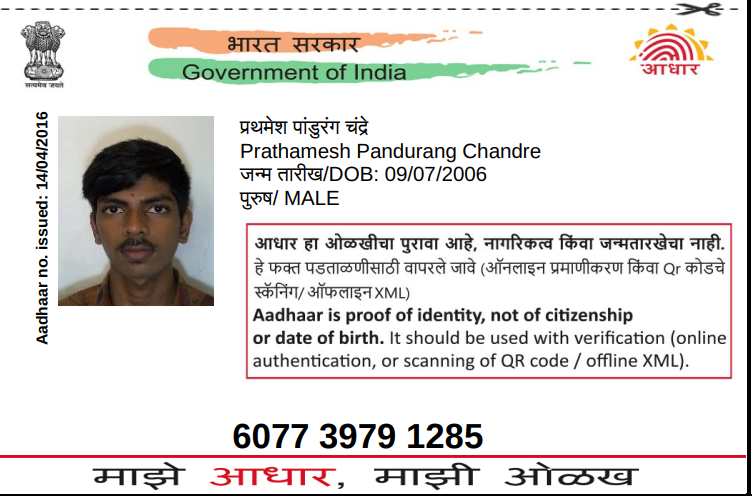 भारत सरकार
Government of India
सत्यमेव जयते
आधार
Aadhaar no. issued: 14/04/2016
प्रथमेश पांडुरंग चंद्रे
Prathamesh Pandurang Chandre
जन्म तारीख/DOB: 09/07/2006
पुरुष/ MALE
आधार हा ओळखीचा पुरावा आहे, नागरिकत्व किंवा जन्मतारखेचा नाही.
हे फक्त पडताळणीसाठी वापरले जावे (ऑनलाइन प्रमाणीकरण किंवा Qr कोडचे
स्कॅनिंग/ ऑफलाइन XML)
Aadhaar is proof of identity, not of citizenship
or date of birth. It should be used with verification (online
authentication, or scanning of QR code / offline XML).
6077 3979 1285
माझे आधार, माझी ओळख